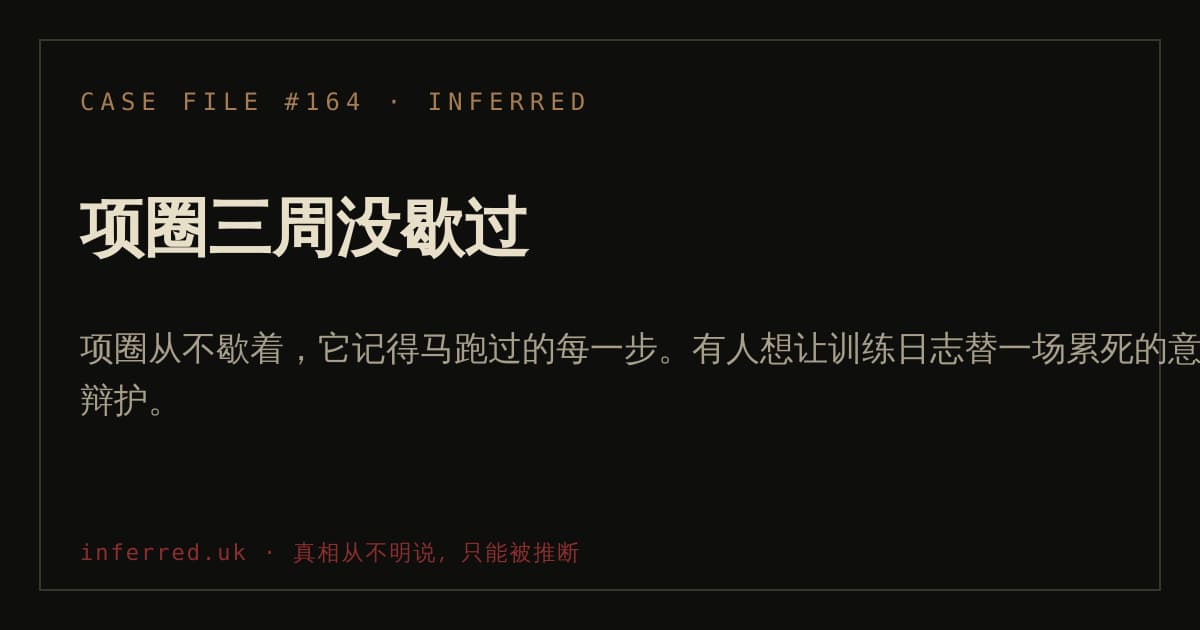 CASE FILE #164 · INFERRED
项圈三周没歇过
项圈从不歇着，它记得马跑过的每一步。有人想让训练日志替一场累死的意
辩护。
inferred.uk · 真相从不明说，只能被推断